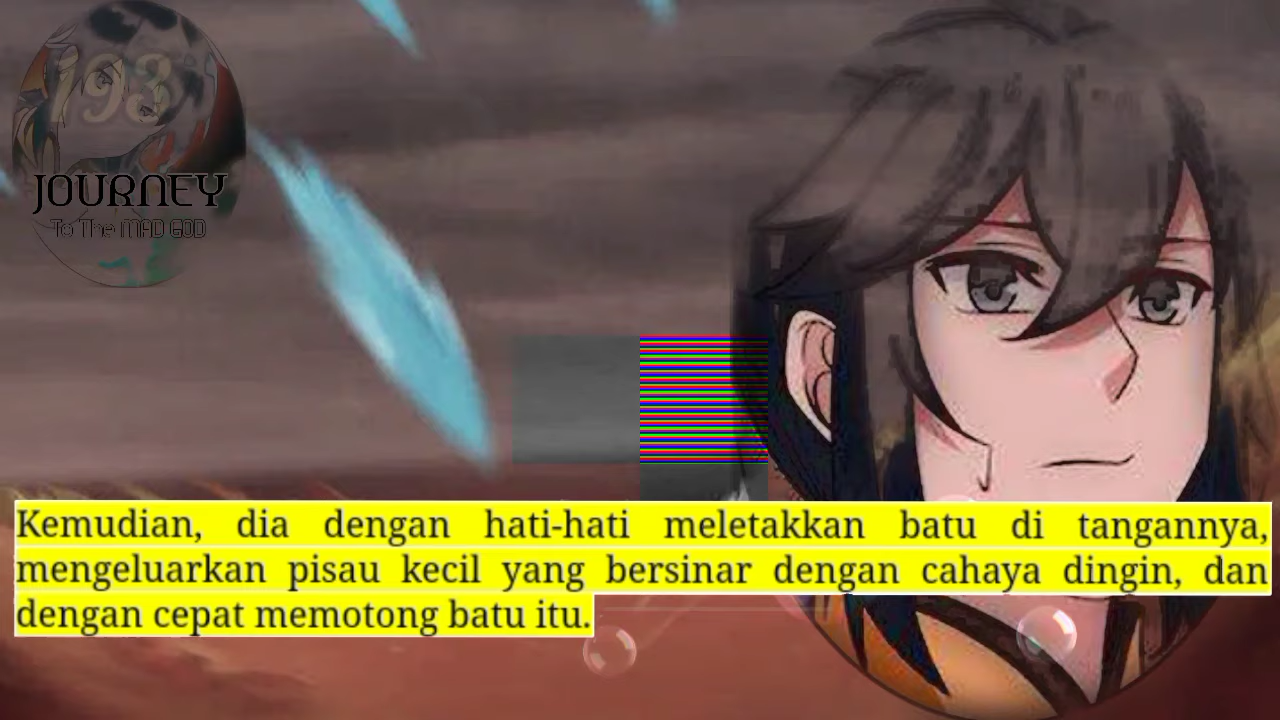 193
JOURNEY
To The MAD GOD
Kemudian, dia dengan hati-hati meletakkan batu di tangannya,
mengeluarkan pisau kecil yang bersinar dengan cahaya dingin, dan
dengan cepat memotong batu itu.